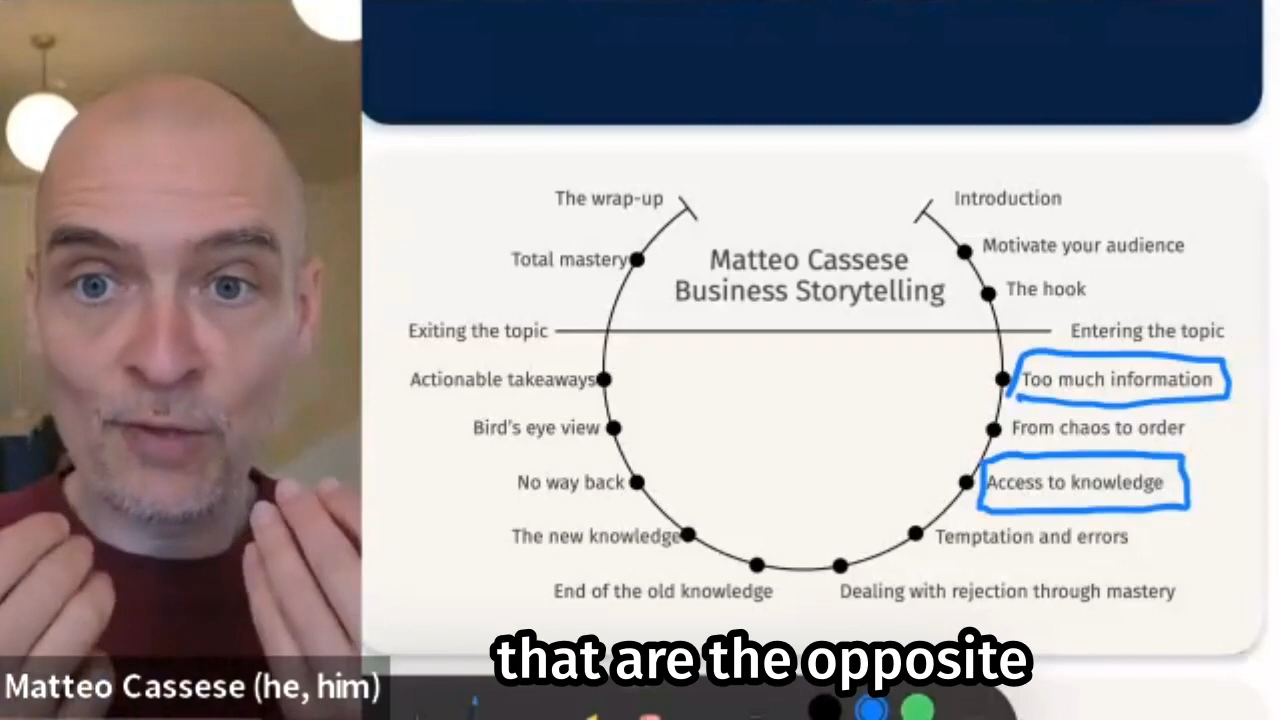 The wrap-up
Introduction
Total mastery
Motivate your audience
Matteo Cassese
Business Storytelling
The hook
Exiting the topic
Entering the topic
Actionable takeaways
Too much information
Bird's eye view
From chaos to order
No way back
Access to knowledge
The new knowledge
Temptation and errors
End of the old knowledge
Dealing with rejection through mastery
that are the opposite
Matteo Cassese (he, him)